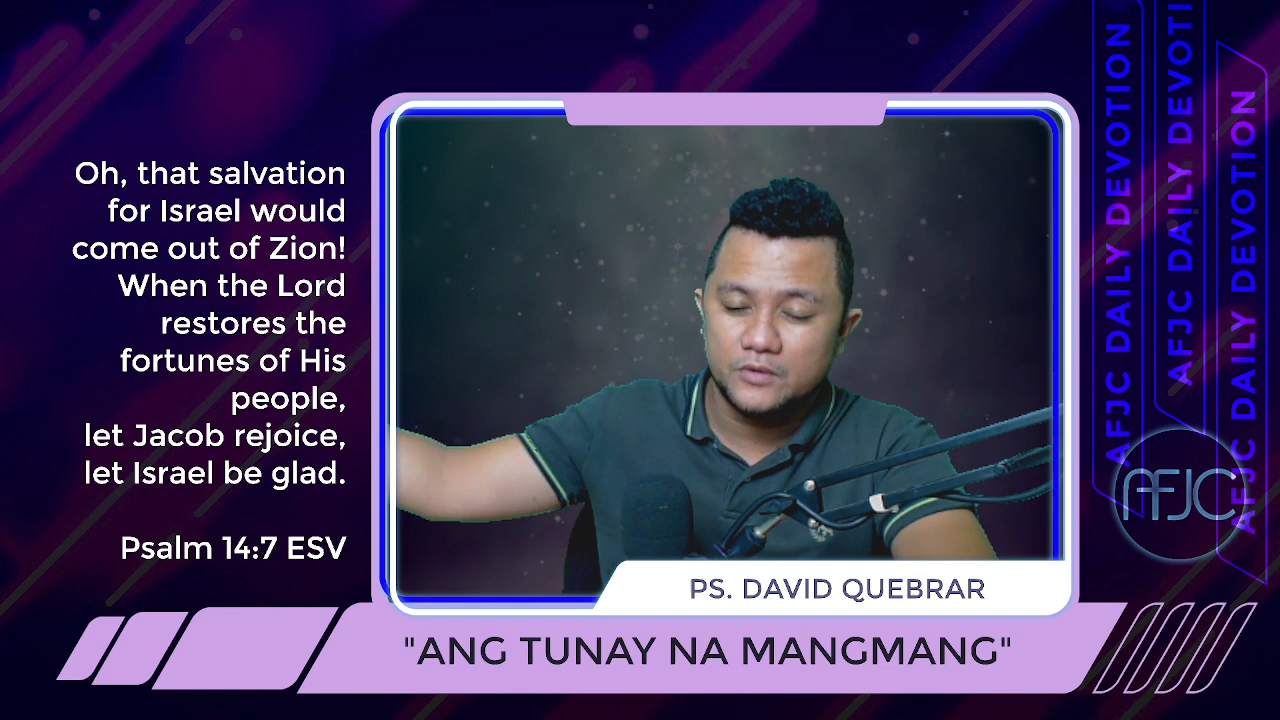 Oh, that salvation
for Israel would
come out of Zion!
When the Lord
restores the
fortunes of His
people,
let Jacob rejoice,
let Israel be glad.
Psalm 14:7 ESV
PS. DAVID QUEBRAR
"ANG TUNAY NA MANGMANG"
AFJC DAILY DEVOTION
AFJC DAILY DEVOTI
AFJC DAILY DEVOTION
AFJC